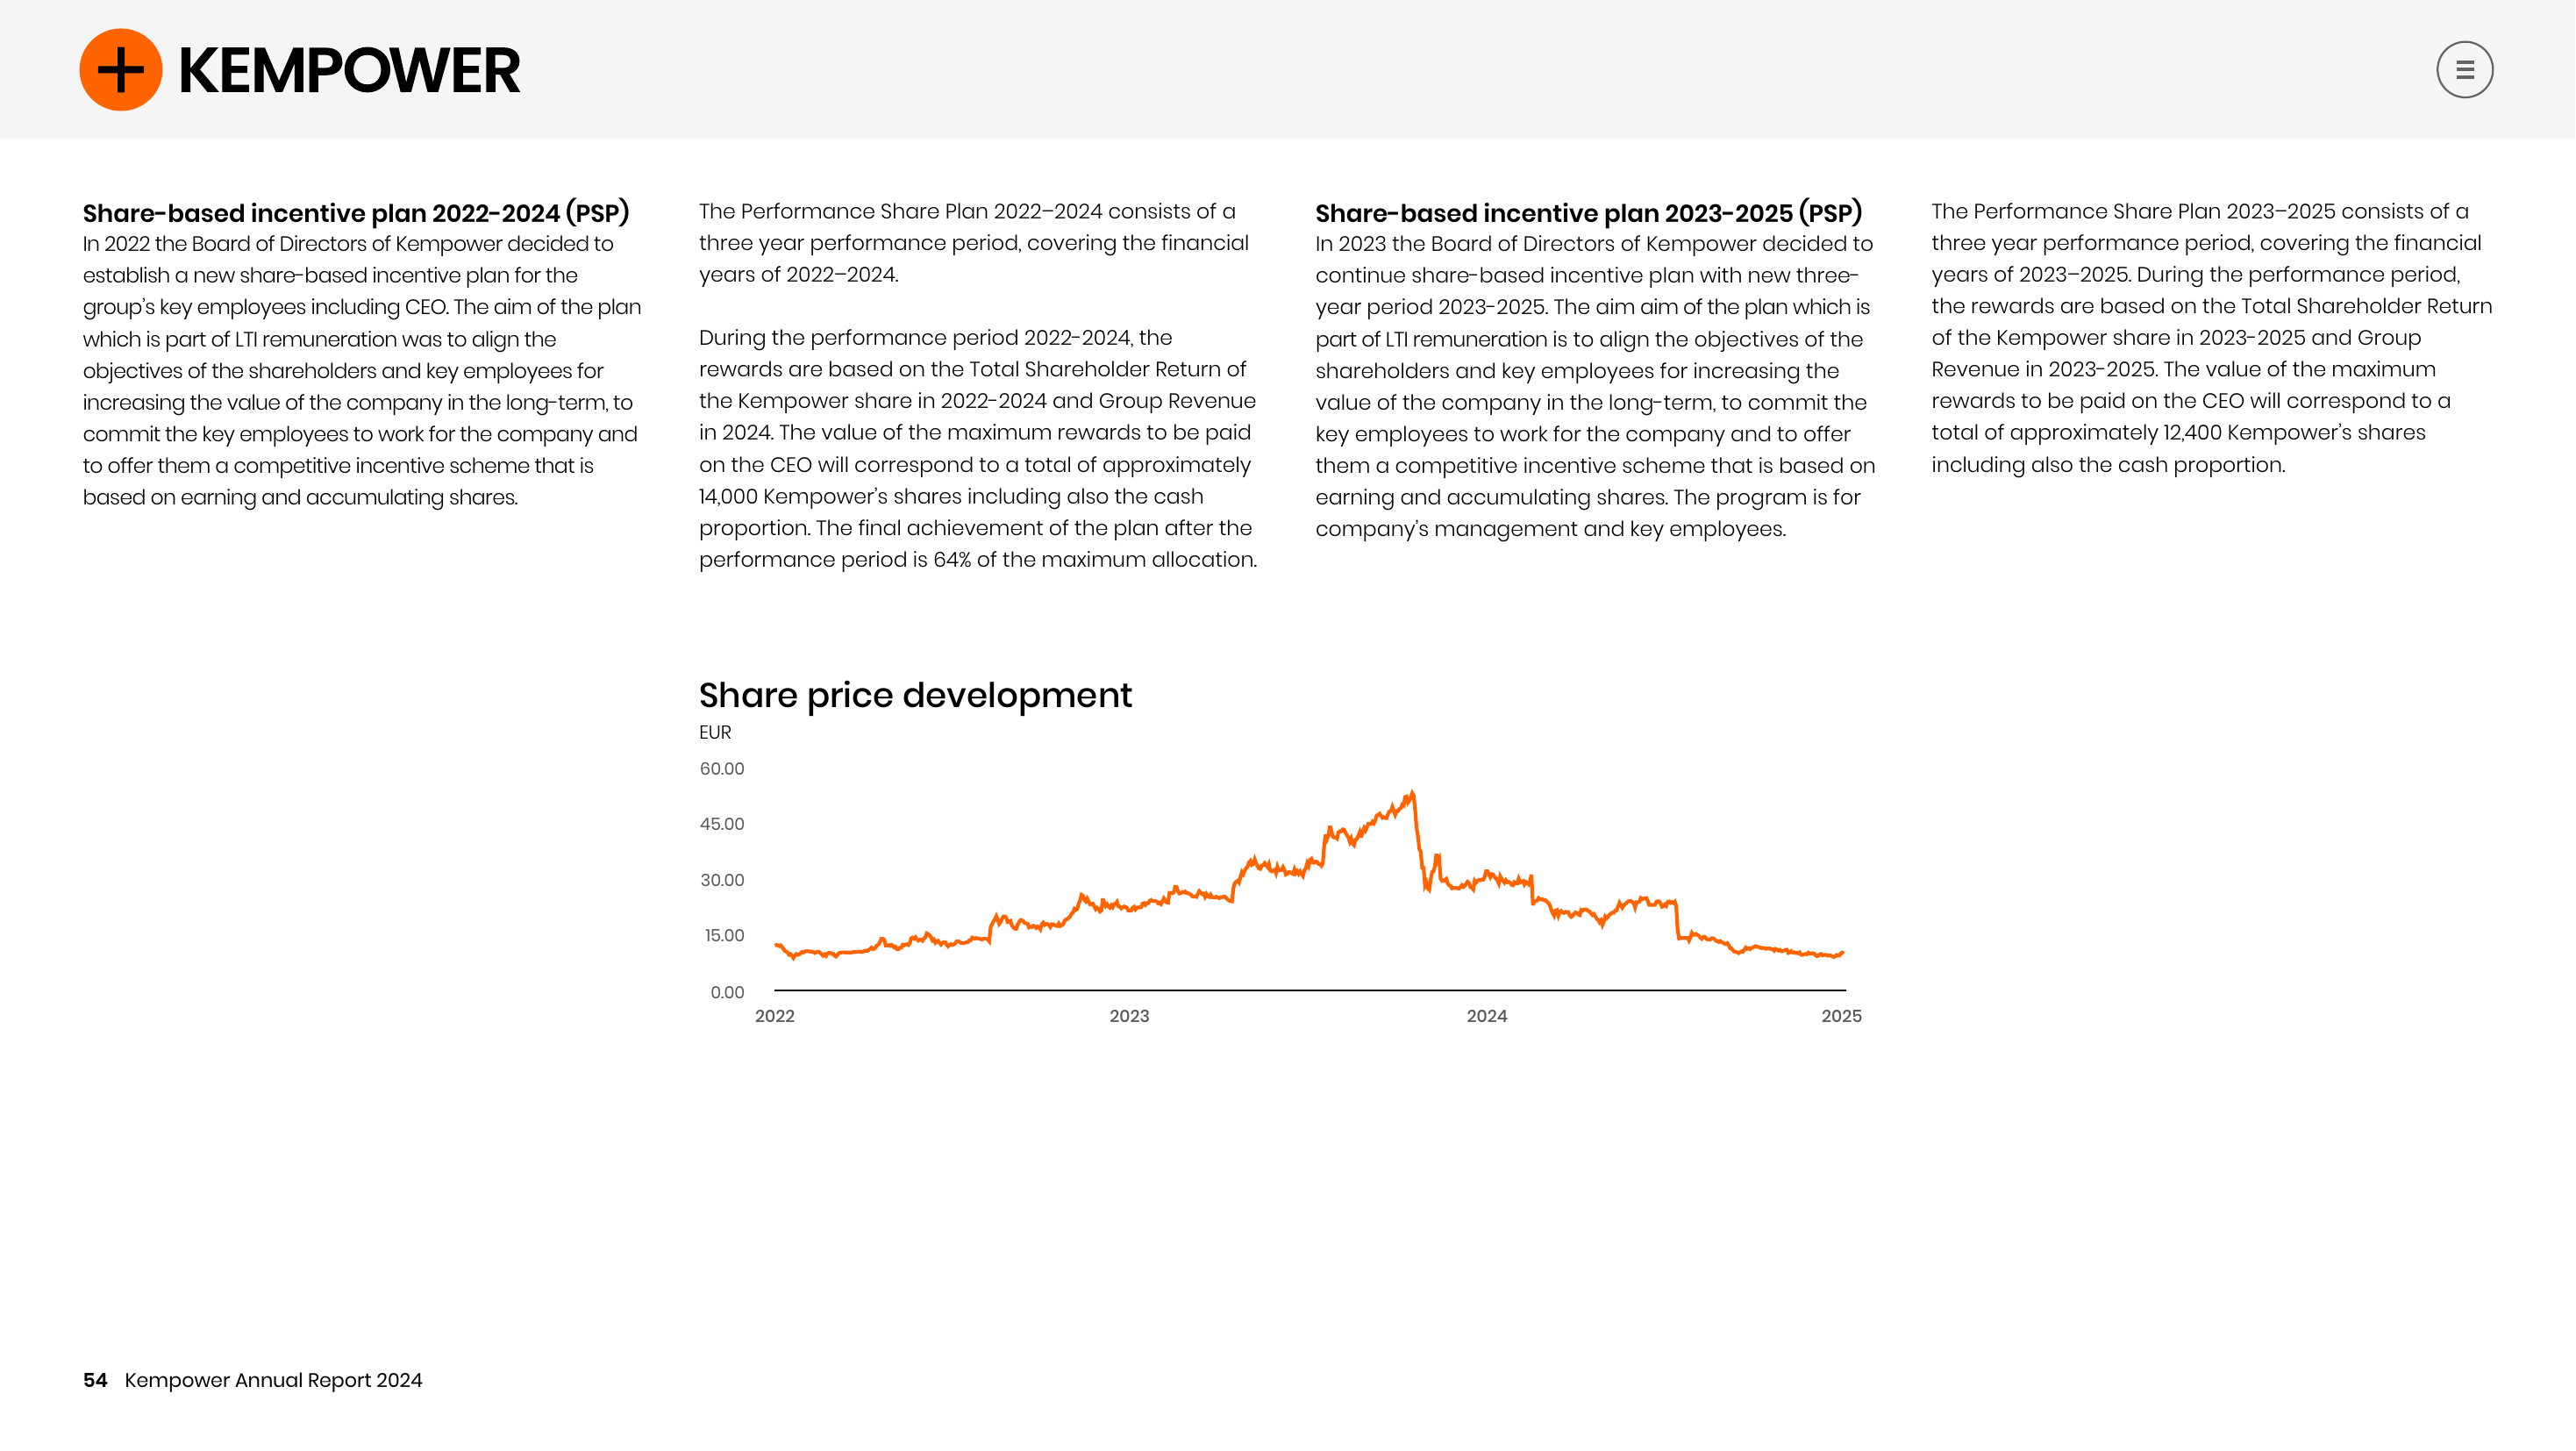 KEMPOWER
Share-based incentive plan 2022-2024 (PSP)
In 2022 the Board of Directors of Kempower decided to
establish a new share-based incentive plan for the
group’s key employees including CEO. The aim of the plan
which is part of LTI remuneration was to align the
objectives of the shareholders and key employees for
increasing the value of the company in the long-term, to
commit the key employees to work for the company and
to offer them a competitive incentive scheme that is
based on earning and accumulating shares.
The Performance Share Plan 2022–2024 consists of a
three year performance period, covering the financial
years of 2022–2024.
During the performance period 2022-2024, the
rewards are based on the Total Shareholder Return of
the Kempower share in 2022-2024 and Group Revenue
in 2024. The value of the maximum rewards to be paid
on the CEO will correspond to a total of approximately
14,000 Kempower’s shares including also the cash
proportion. The final achievement of the plan after the
performance period is 64% of the maximum allocation.
Share-based incentive plan 2023-2025 (PSP)
In 2023 the Board of Directors of Kempower decided to
continue share-based incentive plan with new three-
year period 2023-2025. The aim aim of the plan which is
part of LTI remuneration is to align the objectives of the
shareholders and key employees for increasing the
value of the company in the long-term, to commit the
key employees to work for the company and to offer
them a competitive incentive scheme that is based on
earning and accumulating shares. The program is for
company’s management and key employees.
The Performance Share Plan 2023–2025 consists of a
three year performance period, covering the financial
years of 2023–2025. During the performance period,
the rewards are based on the Total Shareholder Return
of the Kempower share in 2023-2025 and Group
Revenue in 2023-2025. The value of the maximum
rewards to be paid on the CEO will correspond to a
total of approximately 12,400 Kempower’s shares
including also the cash proportion.
Share price development
EUR
60.00
45.00
30.00
15.00
0.00
2022 2023 2024 2025
54 Kempower Annual Report 2024